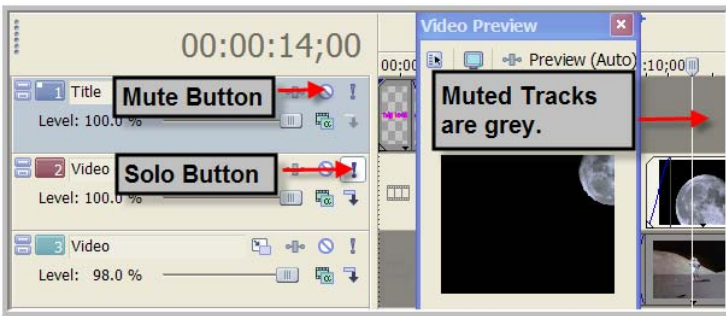 Video Preview
00:00:14;00
00:00
Preview (Auto)
:10;00
1 Title
Mute Button
Level: 100.0 %
Muted Tracks
are grey.
2 Video
Solo Button
Level: 100.0 %
3 Video
Level: 98.0 %